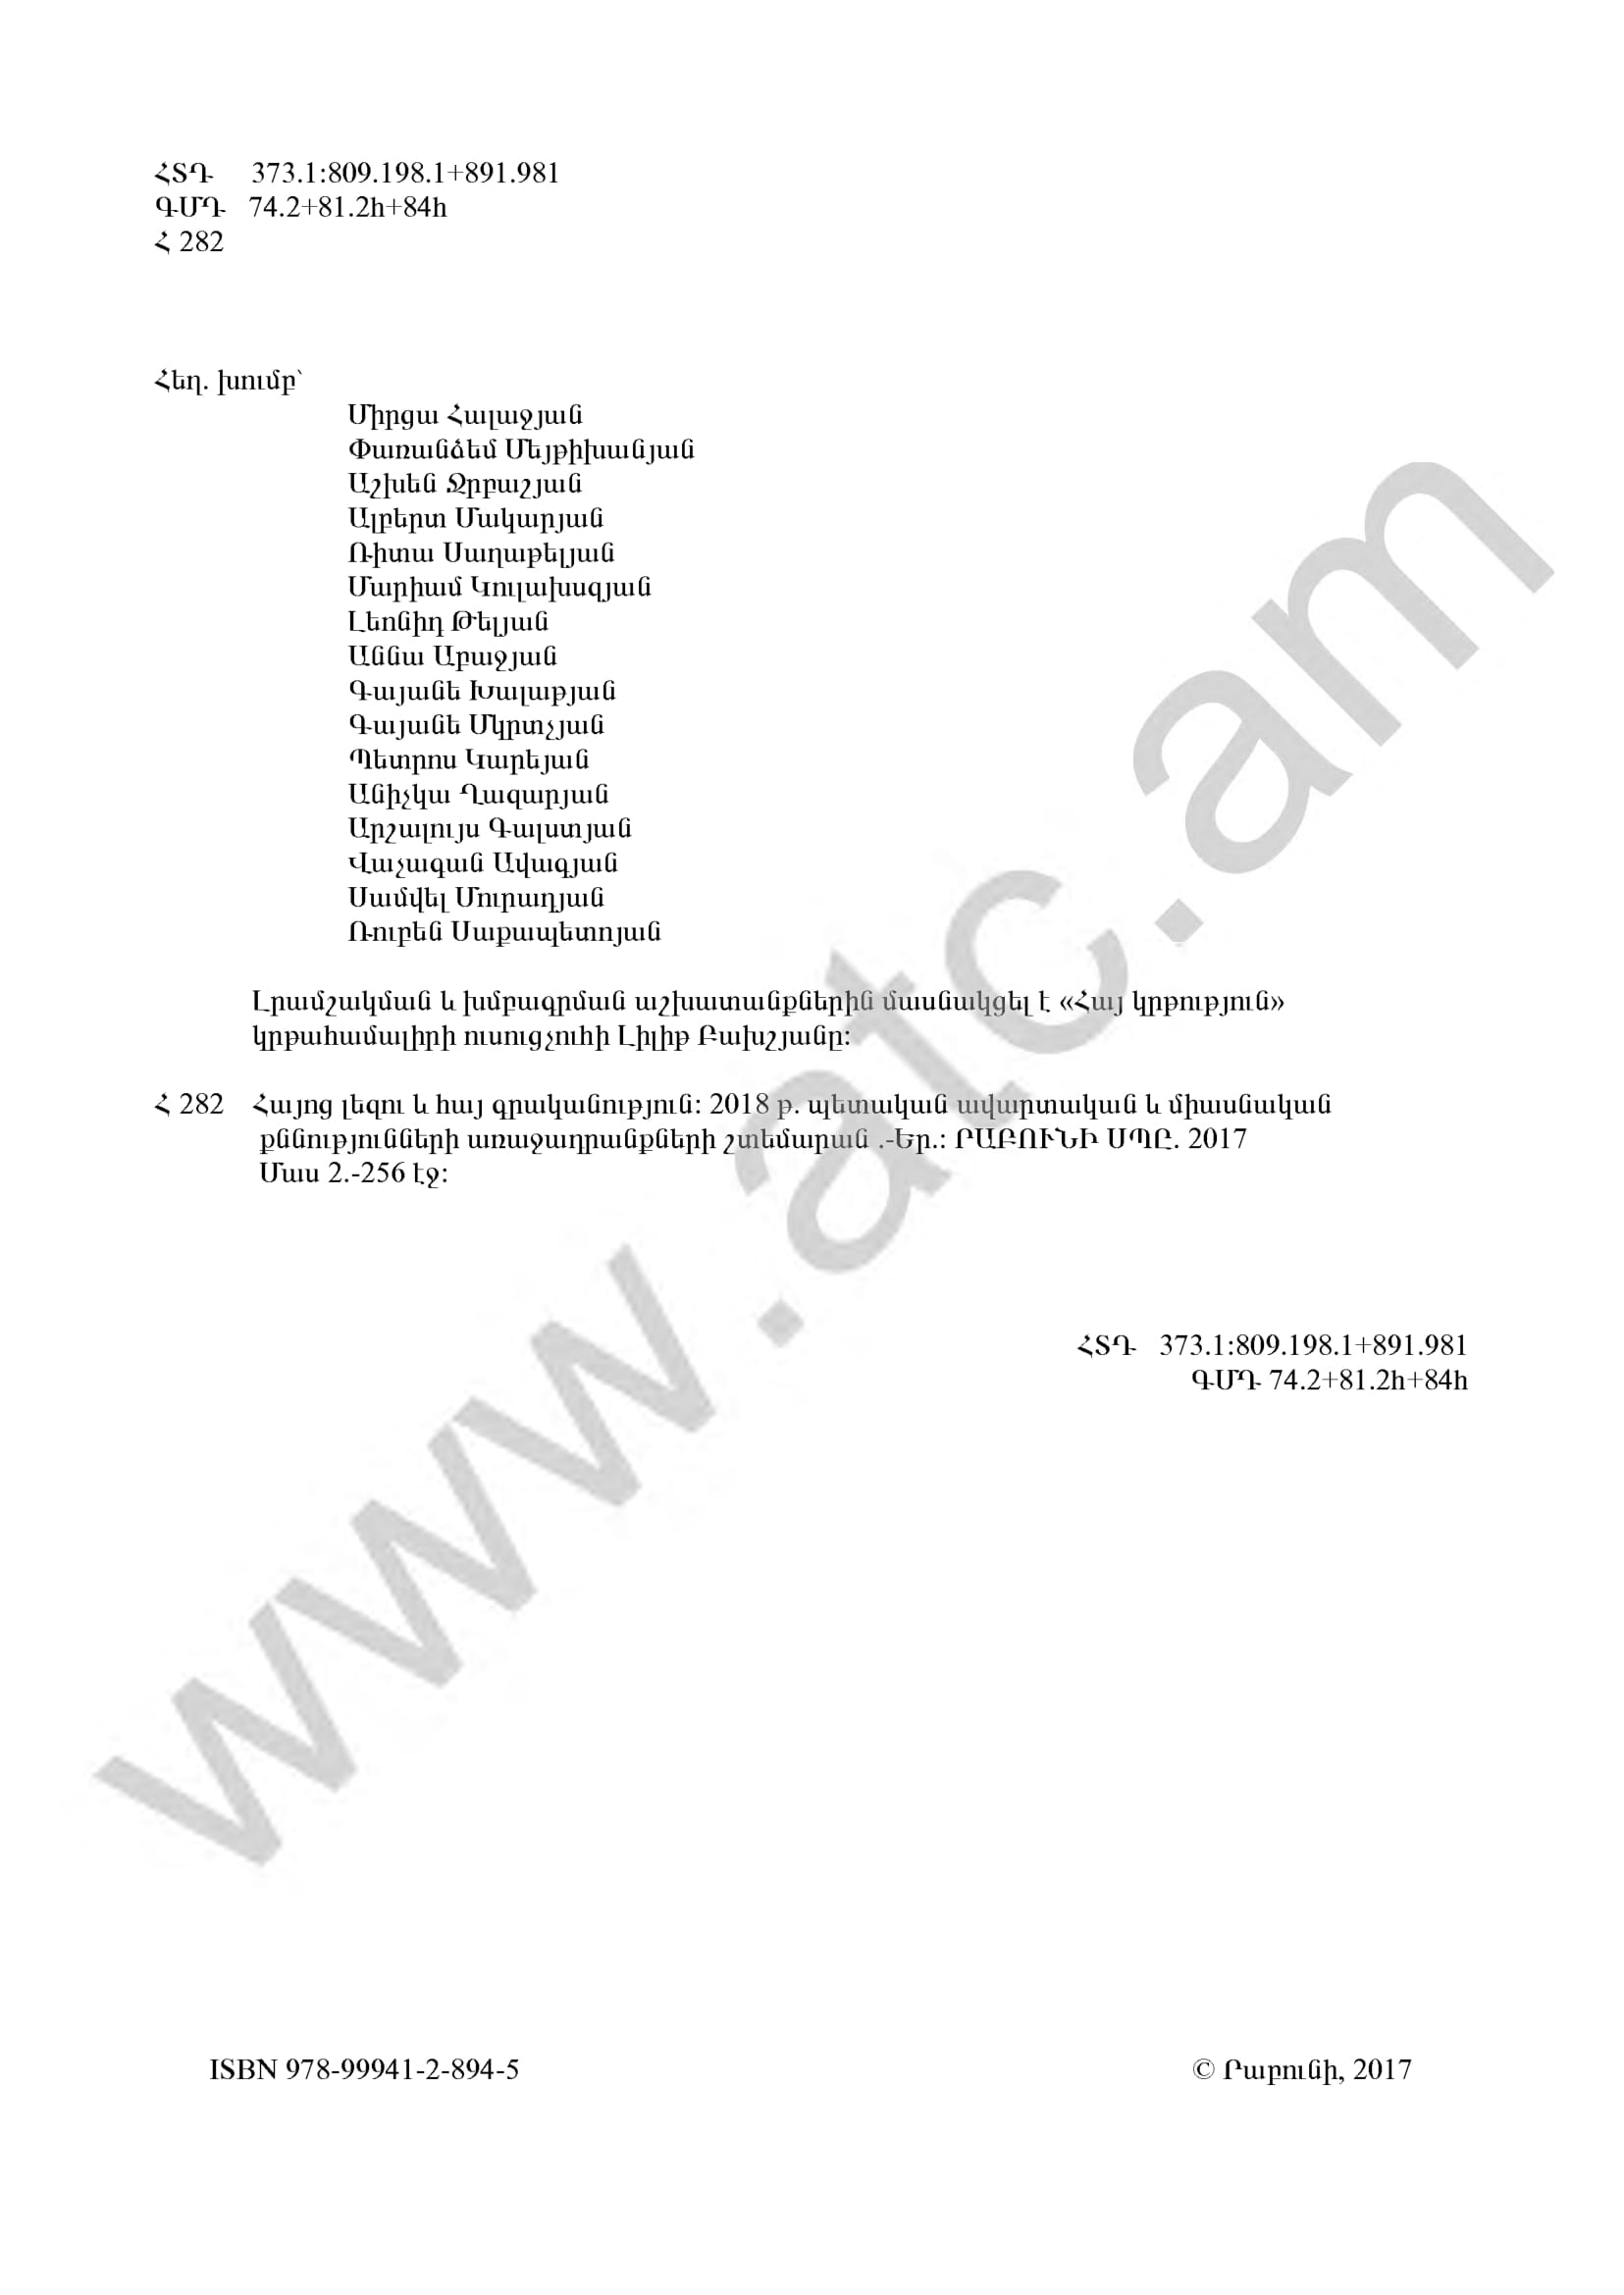 ՀՏԴ 373.1:809.198.1+891.981
ԳՄԴ 74.2+81.2h+84h
Հ 282
Հեղ. խումբ՝
Միրցա Հալաջյան
Փառանձեմ Մեյթիխանյան
Աշխեն Ջրբաշյան
Ալբերտ Մակարյան
Ռիտա Սաղաթելյան
Մարիամ Կուլախսզյան
Լեոնիդ Թելյան
Աննա Աբաջյան
Գայանե Խալաթյան
Գայանե Մկրտչյան
Պետրոս Կարեյան
Անիչկա Ղազարյան
Արշալույս Գալստյան
Վաչագան Ավագյան
Սամվել Մուրադյան
Ռուբեն Սաքապետոյան
Լրամշակման և խմբագրման աշխատանքներին մասնակցել է «Հայ կրթություն»
կրթահամալիրի ուսուցչուհի Լիլիթ Բախշյանը։
Հ 282 Հայոց լեզու և հայ գրականություն։ 2018 թ. պետական ավարտական և միասնական
քննությունների առաջադրանքների շտեմարան .-Եր.։ ՐԱԲՈՒՆԻ ՍՊԸ. 2017
Մաս 2.-256 էջ։
ՀՏԴ 373.1:809.198.1+891.981
ԳՄԴ 74.2+81.2h+84h
ISBN 978-99941-2-894-5 © Րաբունի, 2017
www.atc.am